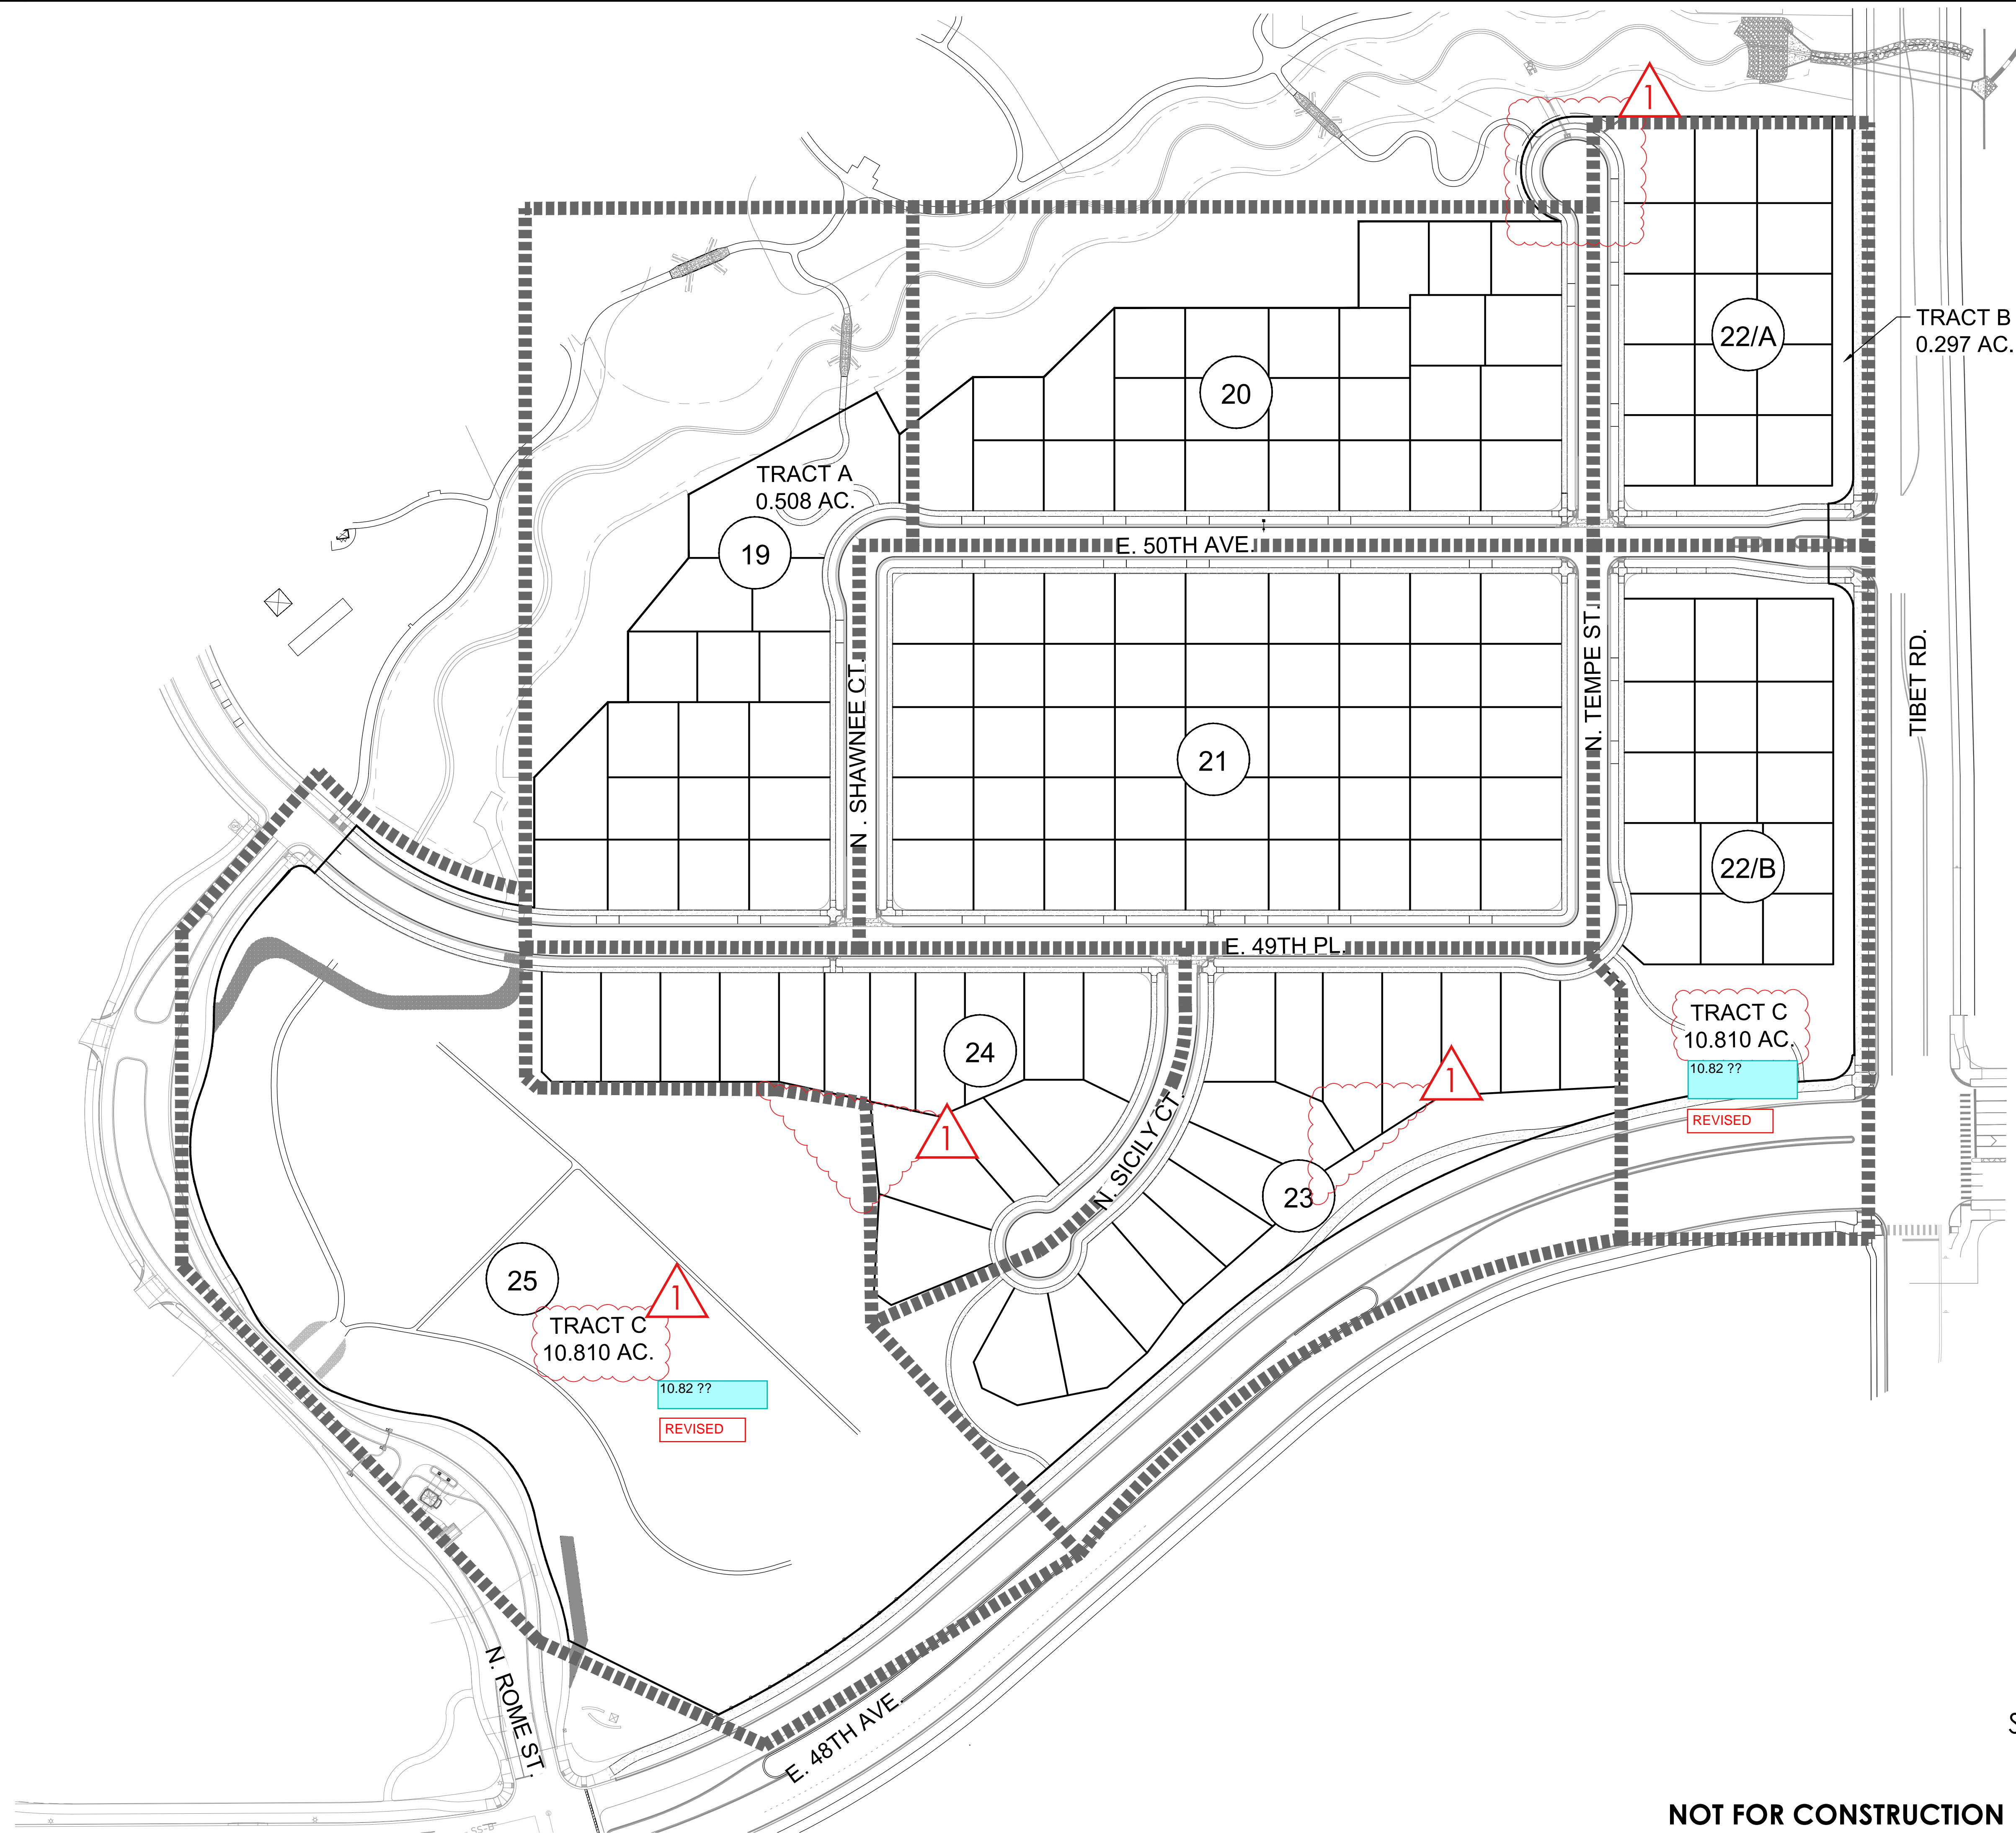 1
TRACT B
0.297 AC.
22/A
20
TRACT A
0.508 AC.
19
E. 50TH AVE.
N. TEMPE ST.
TIBET RD.
N . SHAWNEE CT.
21
22/B
E. 49TH PL.
TRACT C
10.810 AC.
10.82 ??
REVISED
24
1
1
N. SICILY CT.
23
25
1
TRACT C
10.810 AC.
10.82 ??
REVISED
N. ROME ST.
E. 48TH AVE.
S
SS-B
NOT FOR CONSTRUCTION